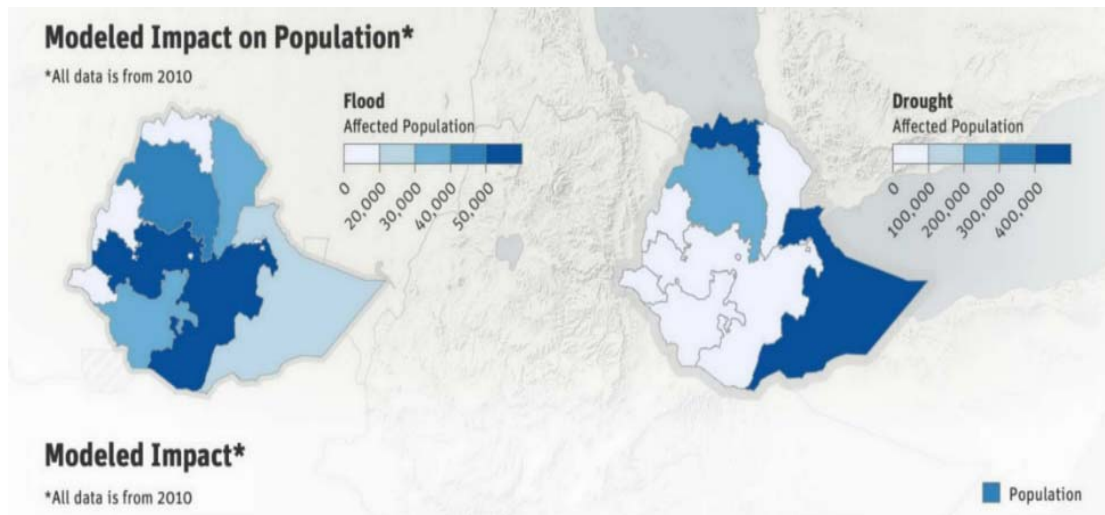 Modeled Impact on Population*
*All data is from 2010
Flood
Affected Population
0
20,000
30,000
40,000
50,000
Drought
Affected Population
0
100,000
200,000
300,000
400,000
Modeled Impact*
*All data is from 2010
Population